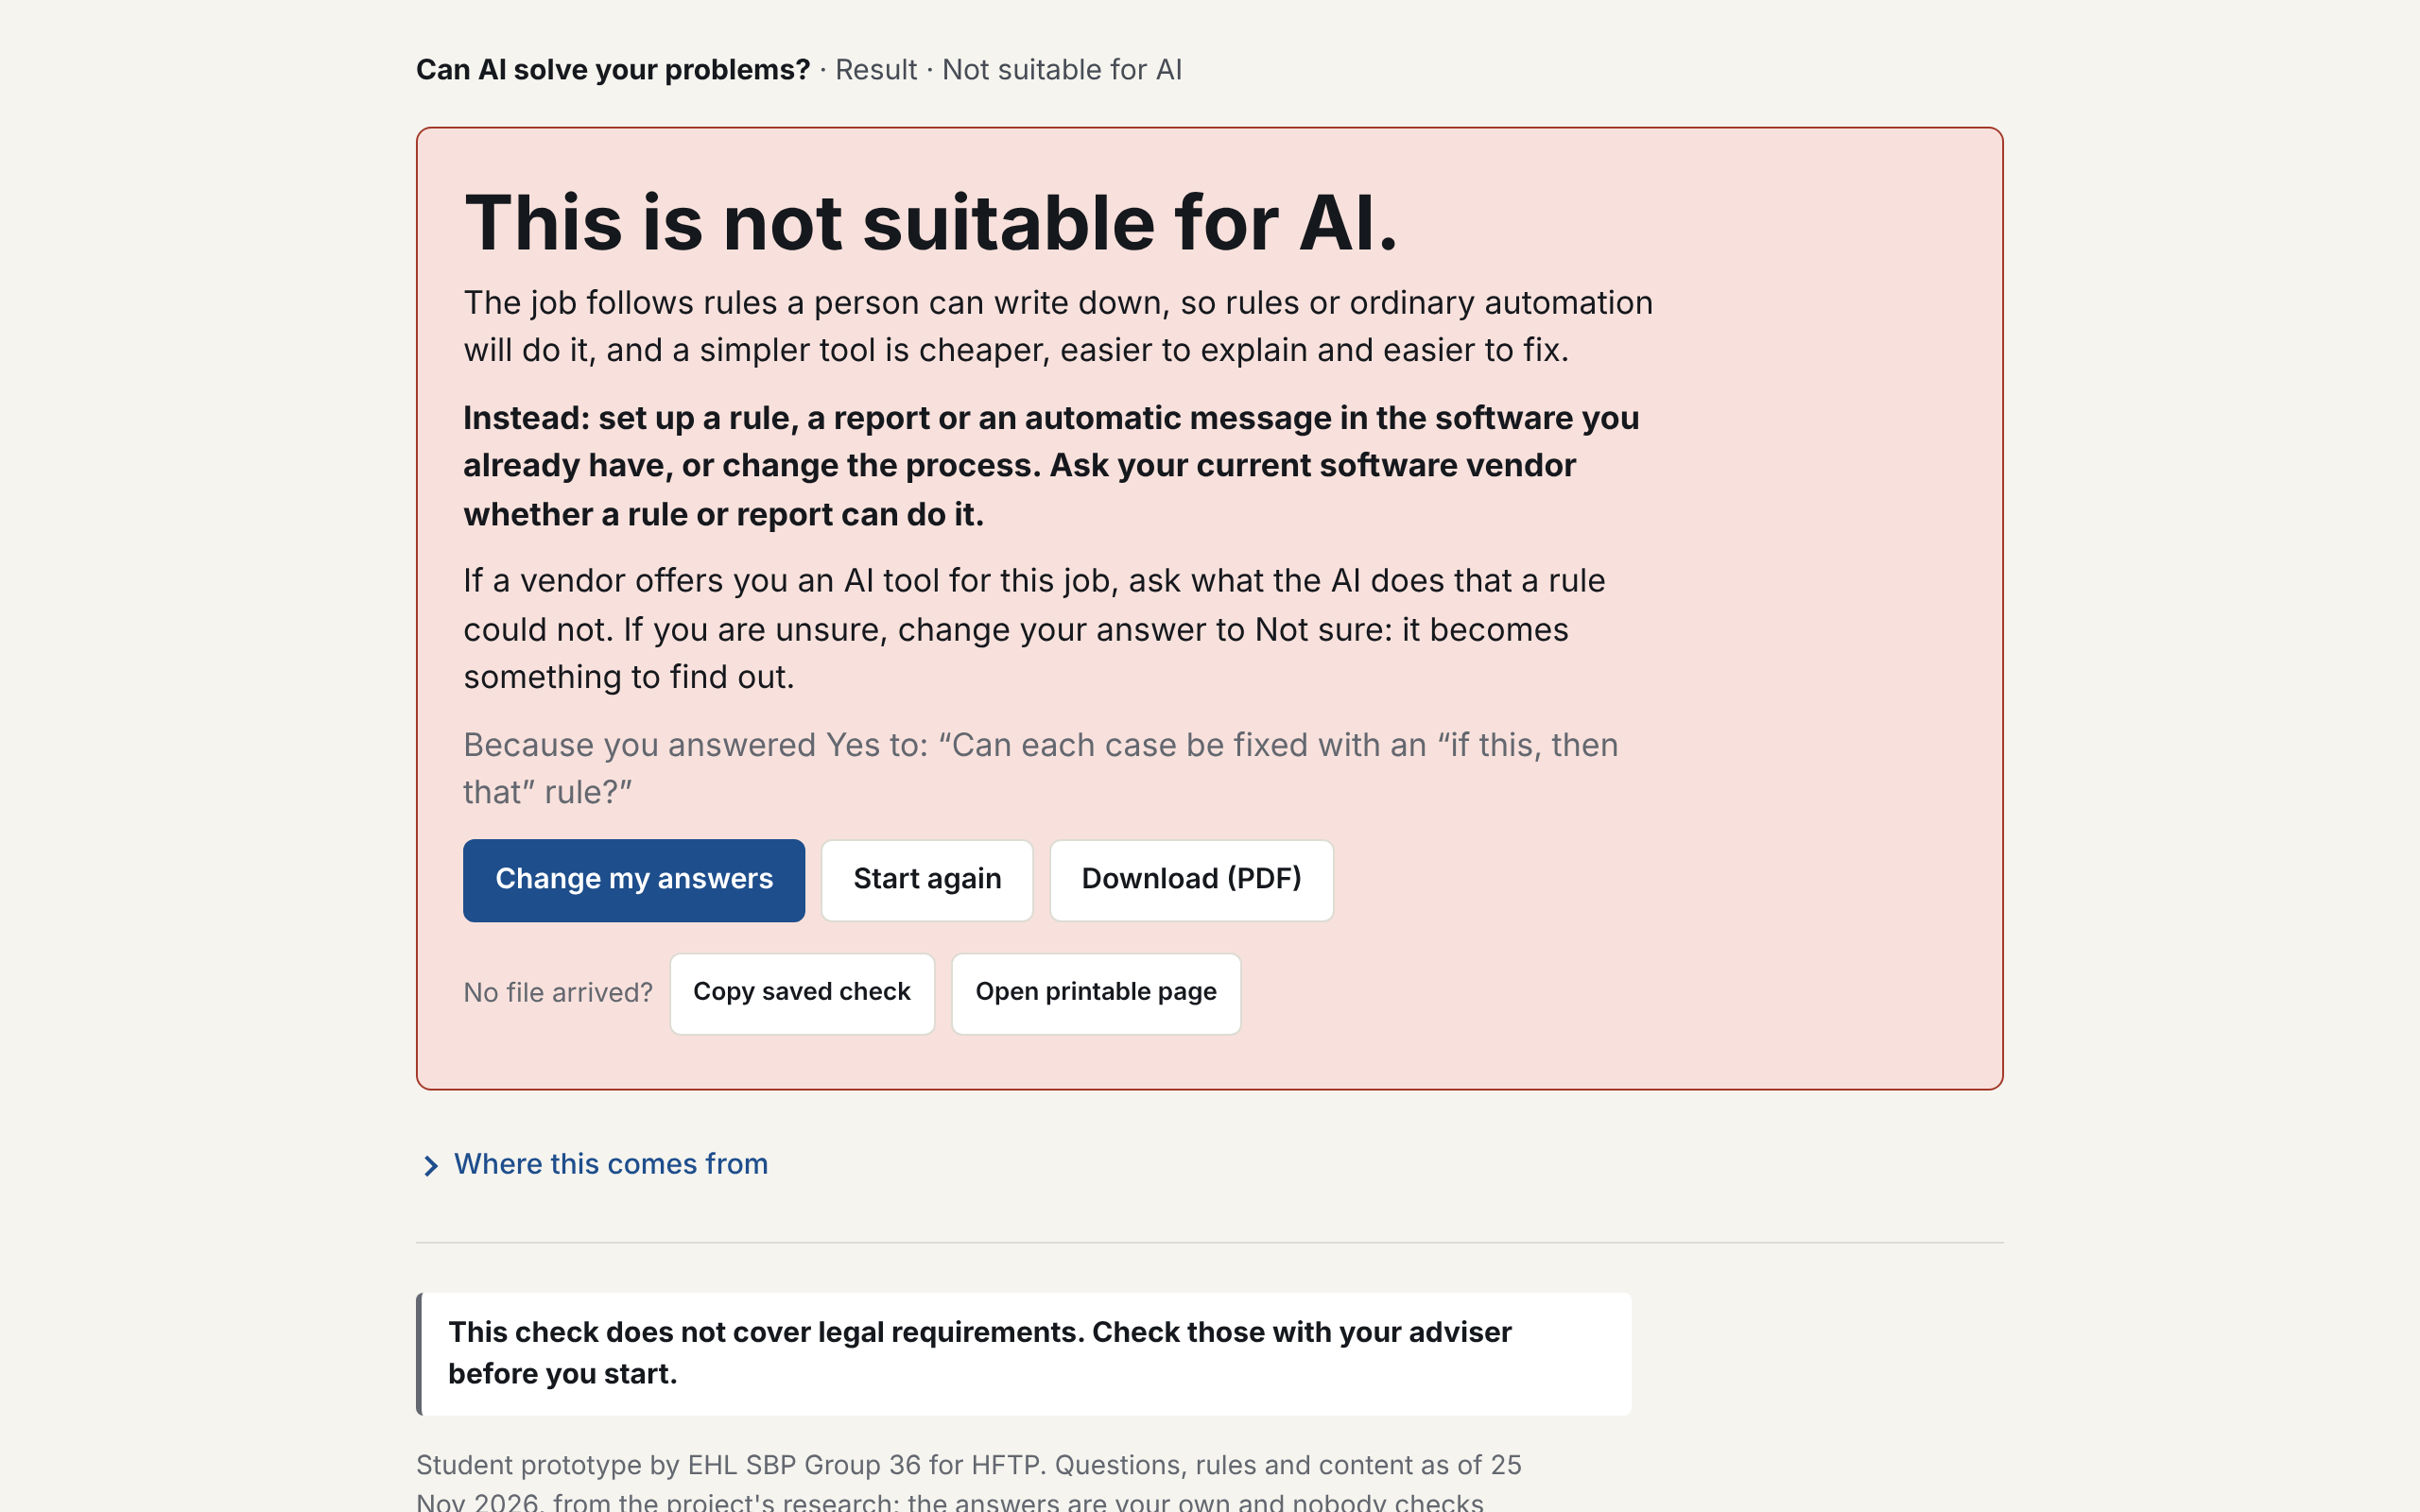 Can AI solve your problems? · Result · Not suitable for AI
This is not suitable for AI.
The job follows rules a person can write down, so rules or ordinary automation
will do it, and a simpler tool is cheaper, easier to explain and easier to fix.
Instead: set up a rule, a report or an automatic message in the software you
already have, or change the process. Ask your current software vendor
whether a rule or report can do it.
If a vendor offers you an AI tool for this job, ask what the AI does that a rule
could not. If you are unsure, change your answer to Not sure: it becomes
something to find out.
Because you answered Yes to: “Can each case be fixed with an “if this, then
that” rule?”
Change my answers
Start again
Download (PDF)
No file arrived?
Copy saved check
Open printable page
Where this comes from
This check does not cover legal requirements. Check those with your adviser
before you start.
Student prototype by EHL SBP Group 36 for HFTP. Questions, rules and content as of 25
Nov 2026, from the project's research; the answers are your own and nobody checks